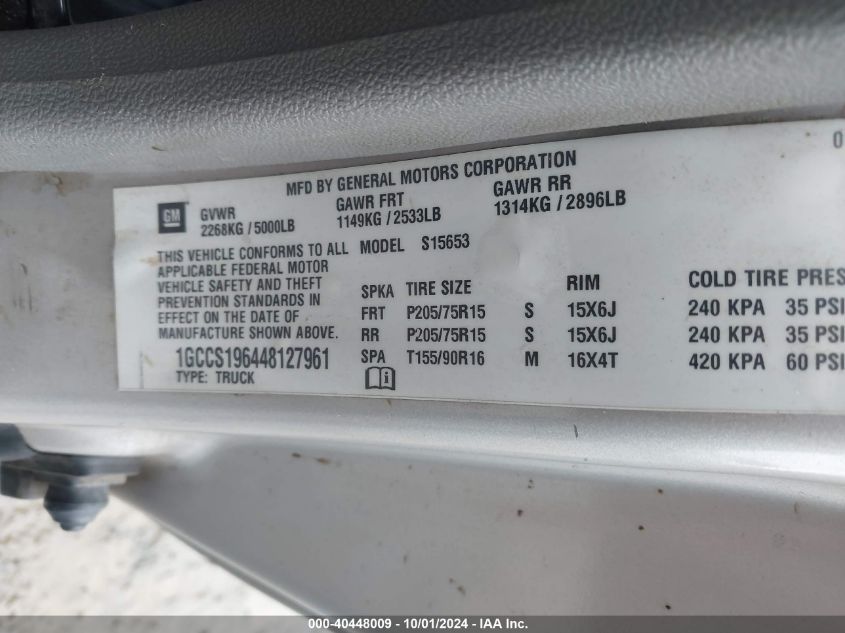 0
MFD BY GENERAL MOTORS CORPORATION
GM
GVWR
2268KG / 5000LB
GAWR FRT
1149KG / 2533LB
GAWR RR
1314KG / 2896LB
THIS VEHICLE CONFORMS TO ALL
APPLICABLE FEDERAL MOTOR
VEHICLE SAFETY AND THEFT
PREVENTION STANDARDS IN
EFFECT ON THE DATE OF
MANUFACTURE SHOWN ABOVE.
1GCCS196448127961
TYPE: TRUCK
MODEL S15653
SPKA TIRE SIZE RIM COLD TIRE PRES
FRT P205/75R15 S 15X6J 240 KPA 35 PSI
RR P205/75R15 S 15X6J 240 KPA 35 PSI
SPA T155/90R16 M 16X4T 420 KPA 60 PSI
000-40448009 - 10/01/2024 - IAA Inc.